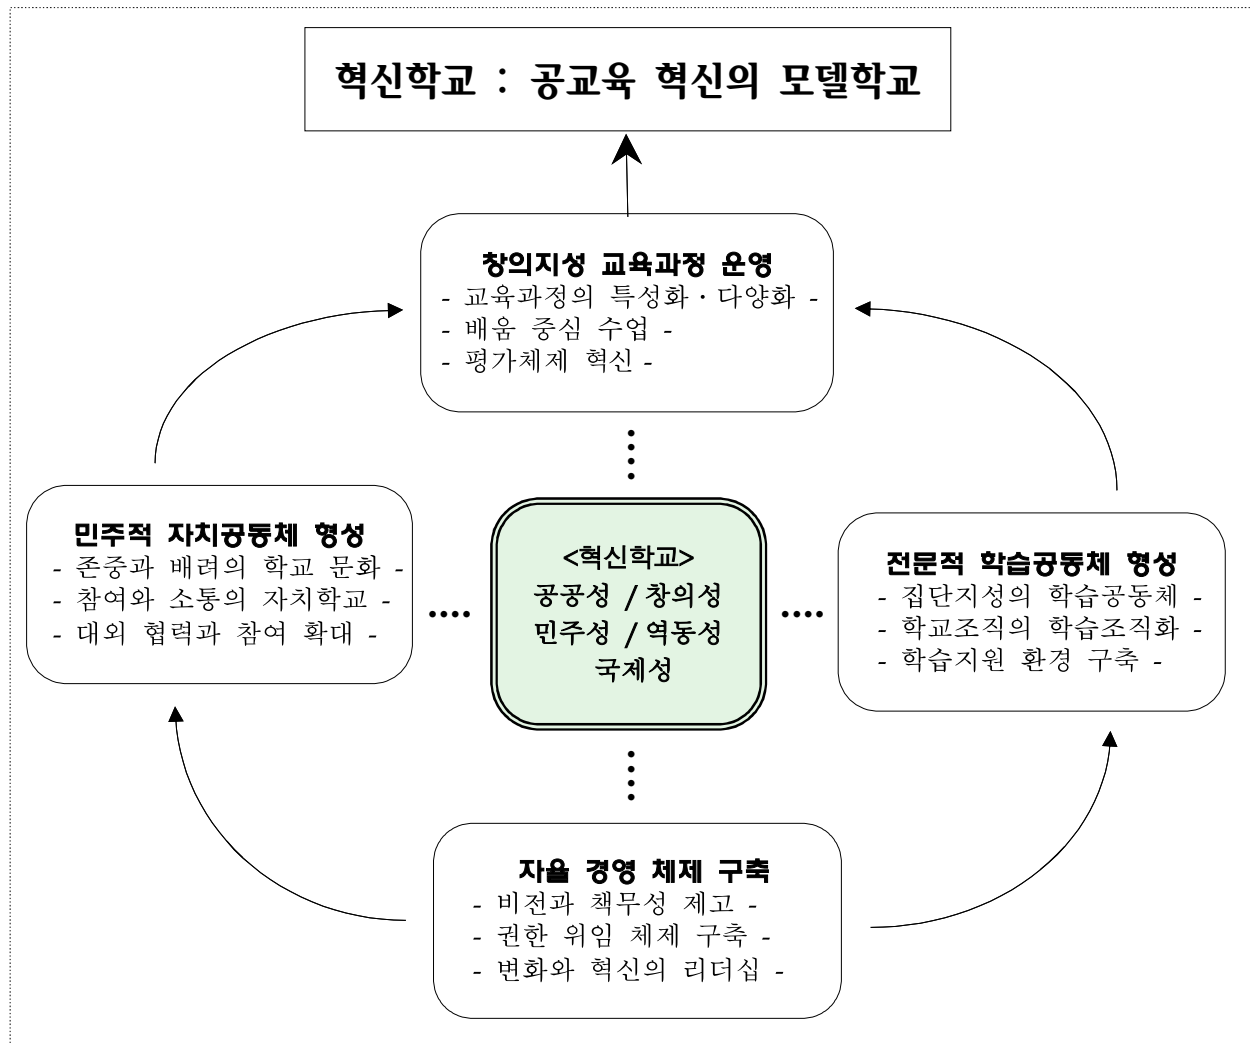 혁신학교 : 공교육 혁신의 모델학교
창의지성 교육과정 운영
- 교육과정의 특성화·다양화 -
- 배움 중심 수업 -
- 평가체제 혁신 -
민주적 자치공동체 형성
- 존중과 배려의 학교 문화 -
- 참여와 소통의 자치학교 -
- 대외 협력과 참여 확대 -
<혁신학교>
공공성 / 창의성
민주성 / 역동성
국제성
전문적 학습공동체 형성
- 집단지성의 학습공동체 -
- 학교조직의 학습조직화 -
- 학습지원 환경 구축 -
자율 경영 체제 구축
- 비전과 책무성 제고 -
- 권한 위임 체제 구축 -
- 변화와 혁신의 리더십 -